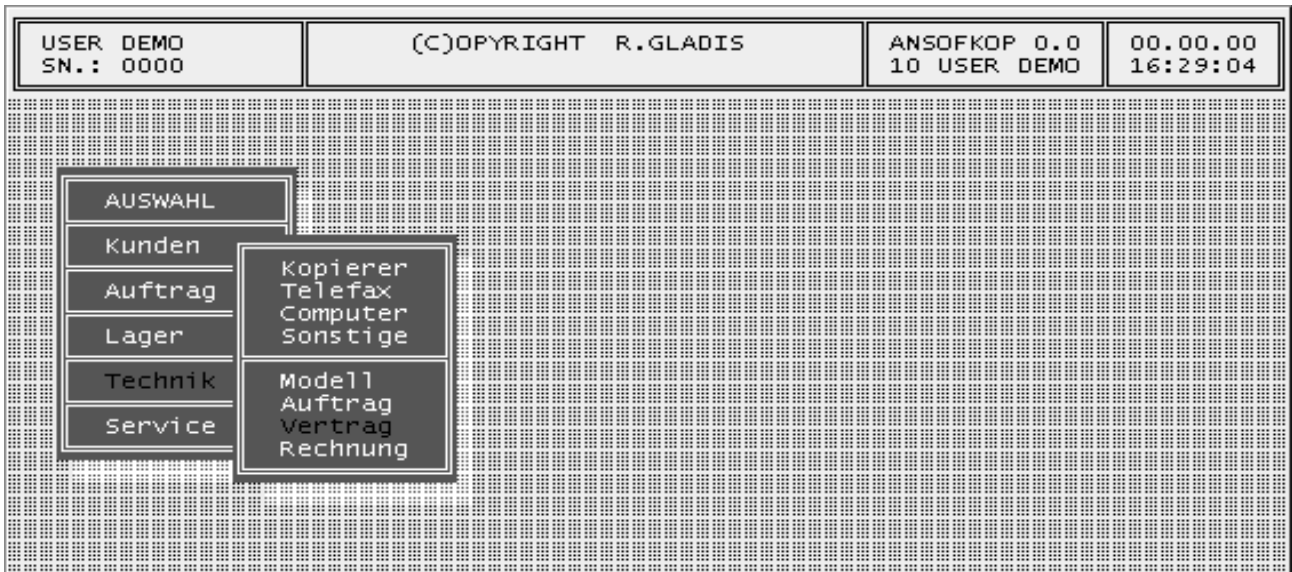 USER DEMO
SN.: 0000
(C)OPYRIGHT R.GLADIS
ANSOFKOP 0.0
10 USER DEMO
00.00.00
16:29:04
AUSWAHL
Kunden
Auftrag
Lager
Technik
Service
Kopierer
Telefax
Computer
Sonstige
Modell
Auftrag
Vertrag
Rechnung